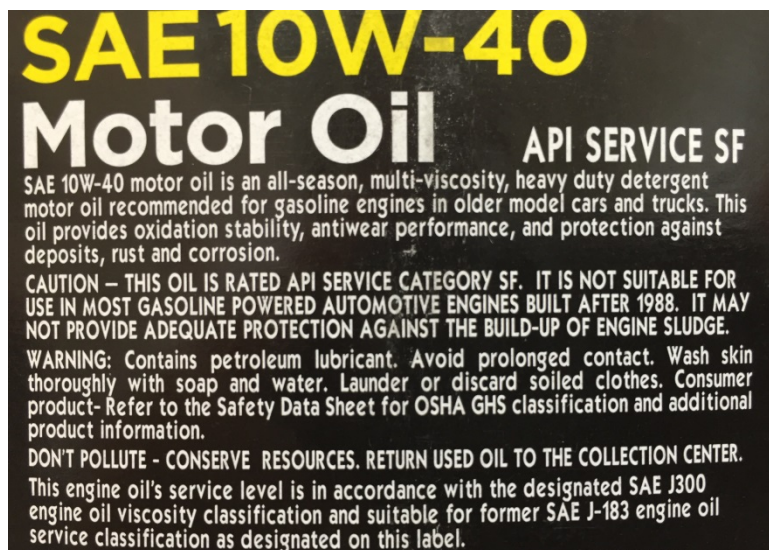 SAE 10W-40
Motor Oil API SERVICE SF
SAE 10W-40 motor oil is an all-season, multi-viscosity, heavy duty detergent
motor oil recommended for gasoline engines in older model cars and trucks. This
oil provides oxidation stability, antiwear performance, and protection against
deposits, rust and corrosion.
CAUTION – THIS OIL IS RATED API SERVICE CATEGORY SF. IT IS NOT SUITABLE FOR
USE IN MOST GASOLINE POWERED AUTOMOTIVE ENGINES BUILT AFTER 1988. IT MAY
NOT PROVIDE ADEQUATE PROTECTION AGAINST THE BUILD-UP OF ENGINE SLUDGE.
WARNING: Contains petroleum lubricant. Avoid prolonged contact. Wash skin
thoroughly with soap and water. Launder or discard soiled clothes. Consumer
product- Refer to the Safety Data Sheet for OSHA GHS classification and additional
product information.
DON'T POLLUTE - CONSERVE RESOURCES. RETURN USED OIL TO THE COLLECTION CENTER.
This engine oil's service level is in accordance with the designated SAE J300
engine oil viscosity classification and suitable for former SAE J-183 engine oil
service classification as designated on this label.